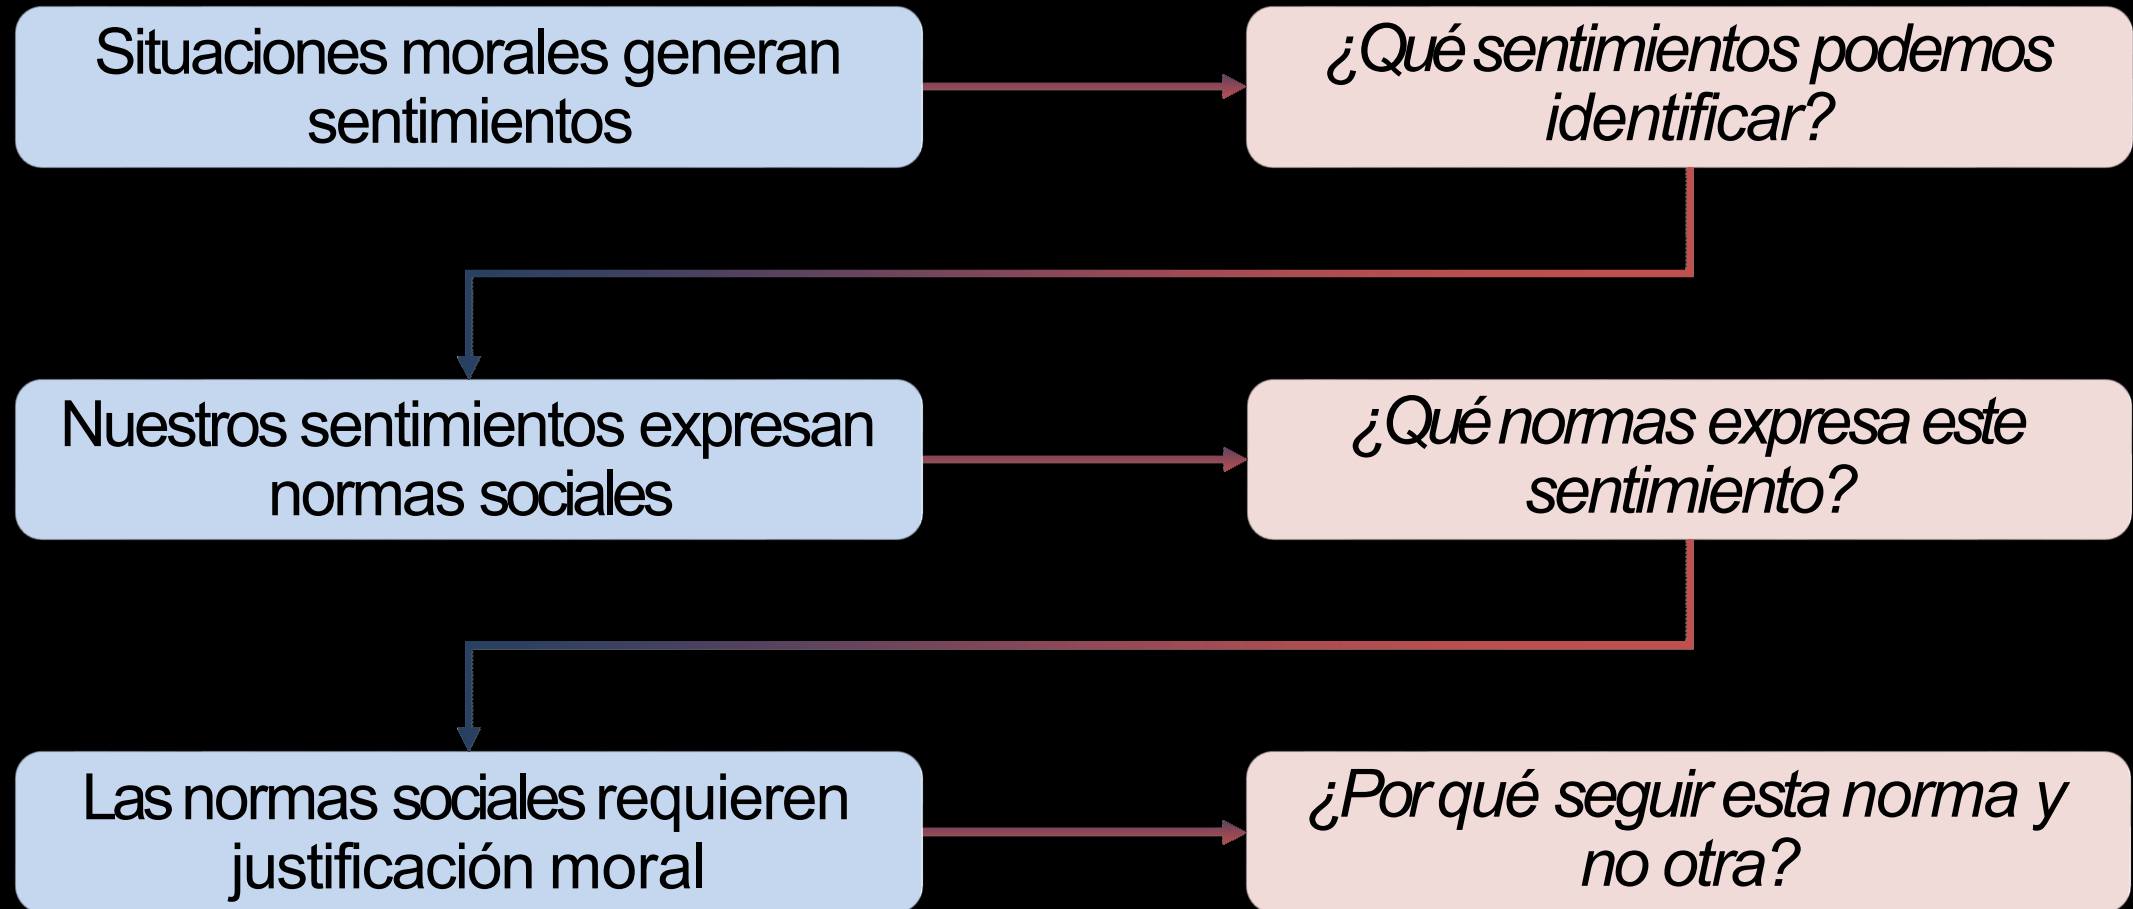 Situaciones morales generan
sentimientos
¿Qué sentimientos podemos
identificar?
Nuestros sentimientos expresan
normas sociales
¿Qué normas expresa este
sentimiento?
Las normas sociales requieren
justificación moral
¿Por qué seguir esta norma y
no otra?